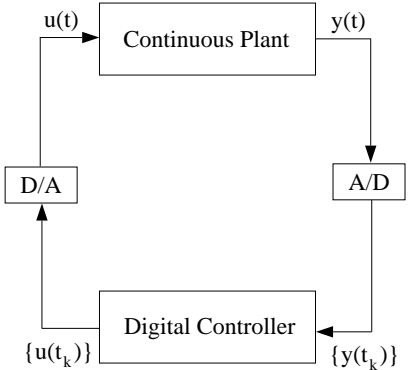 u(t)
Continuous Plant
y(t)
D/A
A/D
Digital Controller
{u(t_k)}
{y(t_k)}